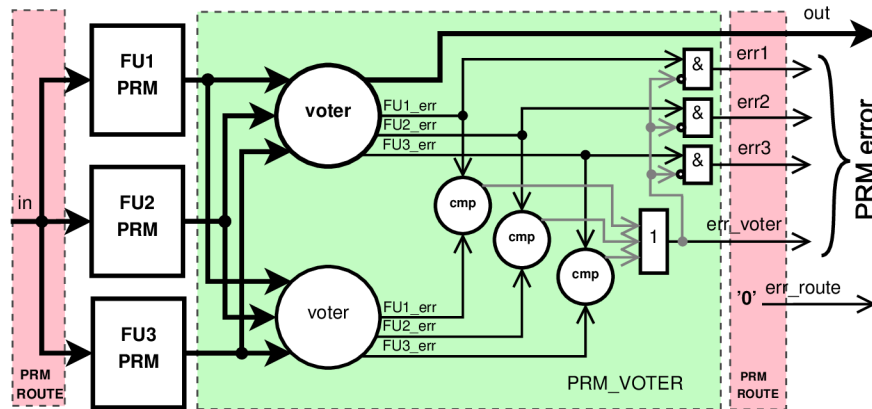 out
FU1
PRM
in
FU2
PRM
FU3
PRM
PRM
ROUTE
voter
FU1_err
FU2_err
FU3_err
cmp
cmp
cmp
voter
FU1_err
FU2_err
FU3_err
&
&
&
1
PRM_VOTER
err1
err2
err3
err_voter
'0'
err_route
PRM
ROUTE
PRM error